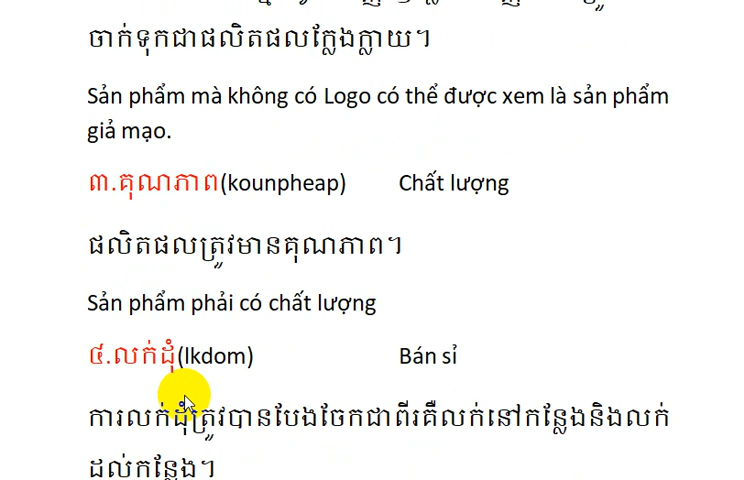 ចាក់ទុកជាផលិតផលក្លែងក្លាយ។
Sản phẩm mà không có Logo có thể được xem là sản phẩm
giả mạo.
៣.គុណភាព(kounpheap) Chất lượng
ផលិតផលត្រូវមានគុណភាព។
Sản phẩm phải có chất lượng
៤.លក់ដុំ(lkdom) Bán sỉ
ការលក់ដុំត្រូវបានបែងចែកជាពីរគឺលក់នៅកន្លែងនិងលក់
ដល់កន្លែង។